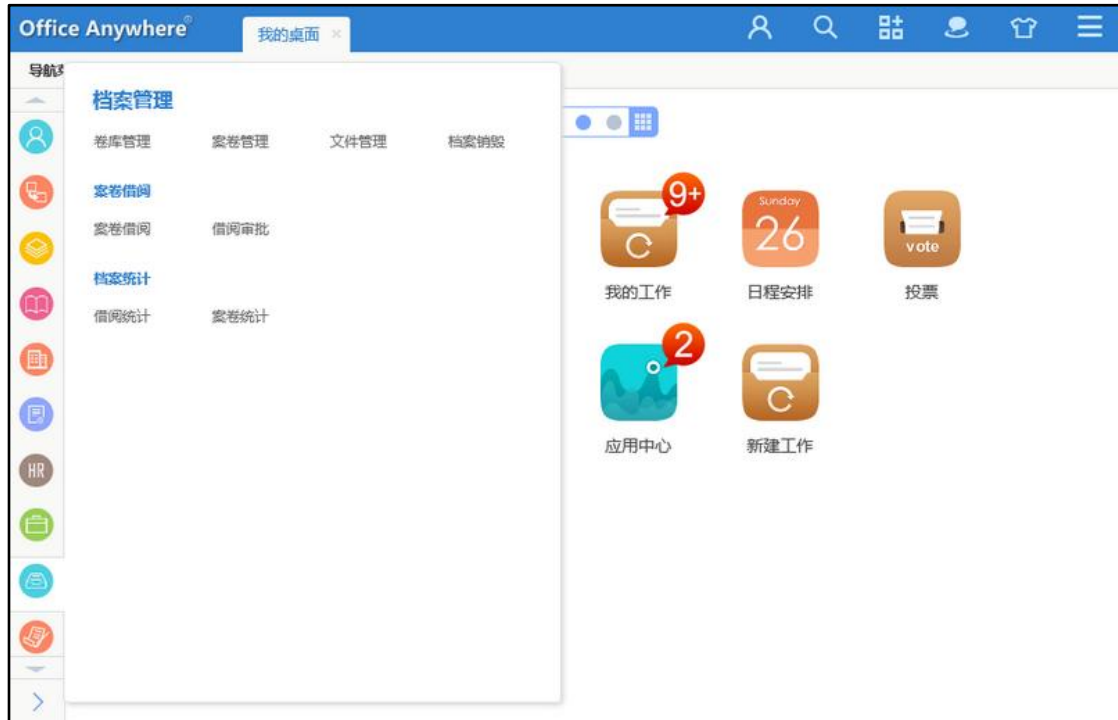 Office Anywhere®
我的桌面 ×
导航
档案管理
卷库管理 案卷管理 文件管理 档案销毁
案卷借阅
案卷借阅 借阅审批
档案统计
借阅统计 案卷统计
HR
9+
Sunday
26
vote
我的工作 日程安排 投票
2
应用中心 新建工作